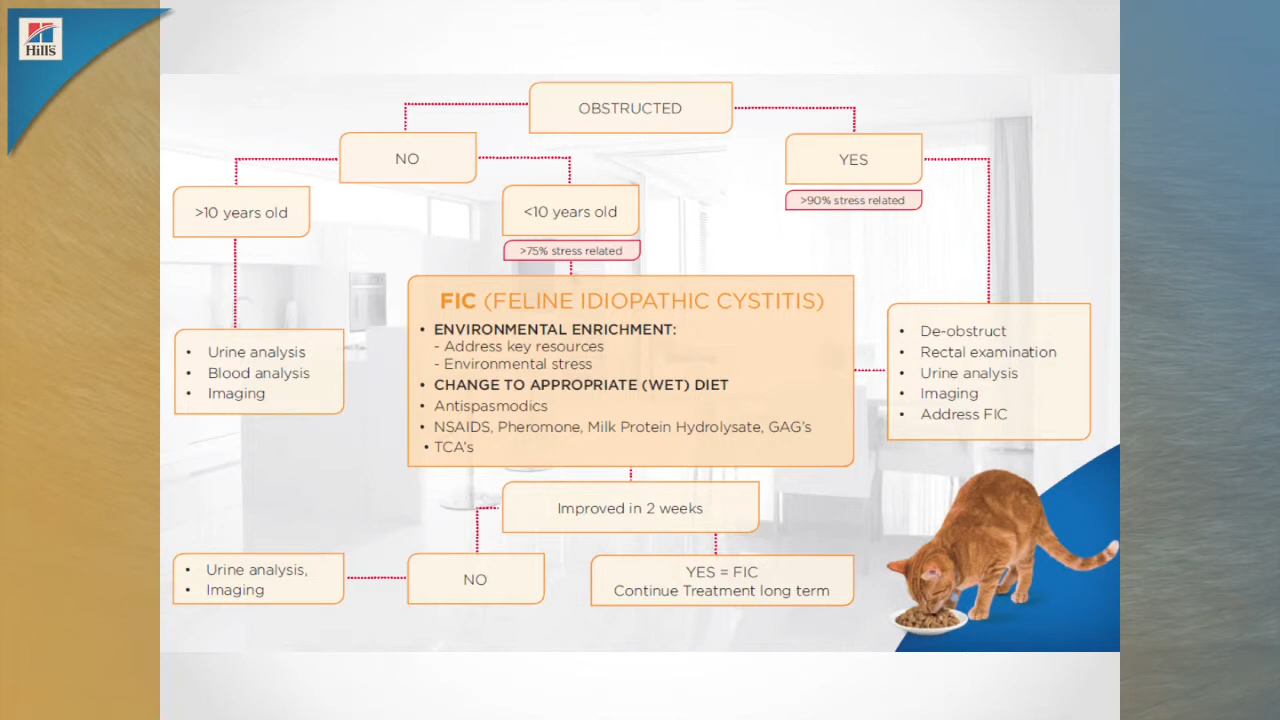 Hill's
OBSTRUCTED
NO
YES
>90% stress related
>10 years old
<10 years old
>75% stress related
FIC (FELINE IDIOPATHIC CYSTITIS)
• ENVIRONMENTAL ENRICHMENT:
- Address key resources
- Environmental stress
• CHANGE TO APPROPRIATE (WET) DIET
• Antispasmodics
• NSAIDS, Pheromone, Milk Protein Hydrolysate, GAG's
• TCA's
• Urine analysis
• Blood analysis
• Imaging
• De-obstruct
• Rectal examination
• Urine analysis
• Imaging
• Address FIC
Improved in 2 weeks
• Urine analysis,
• Imaging
NO
YES = FIC
Continue Treatment long term